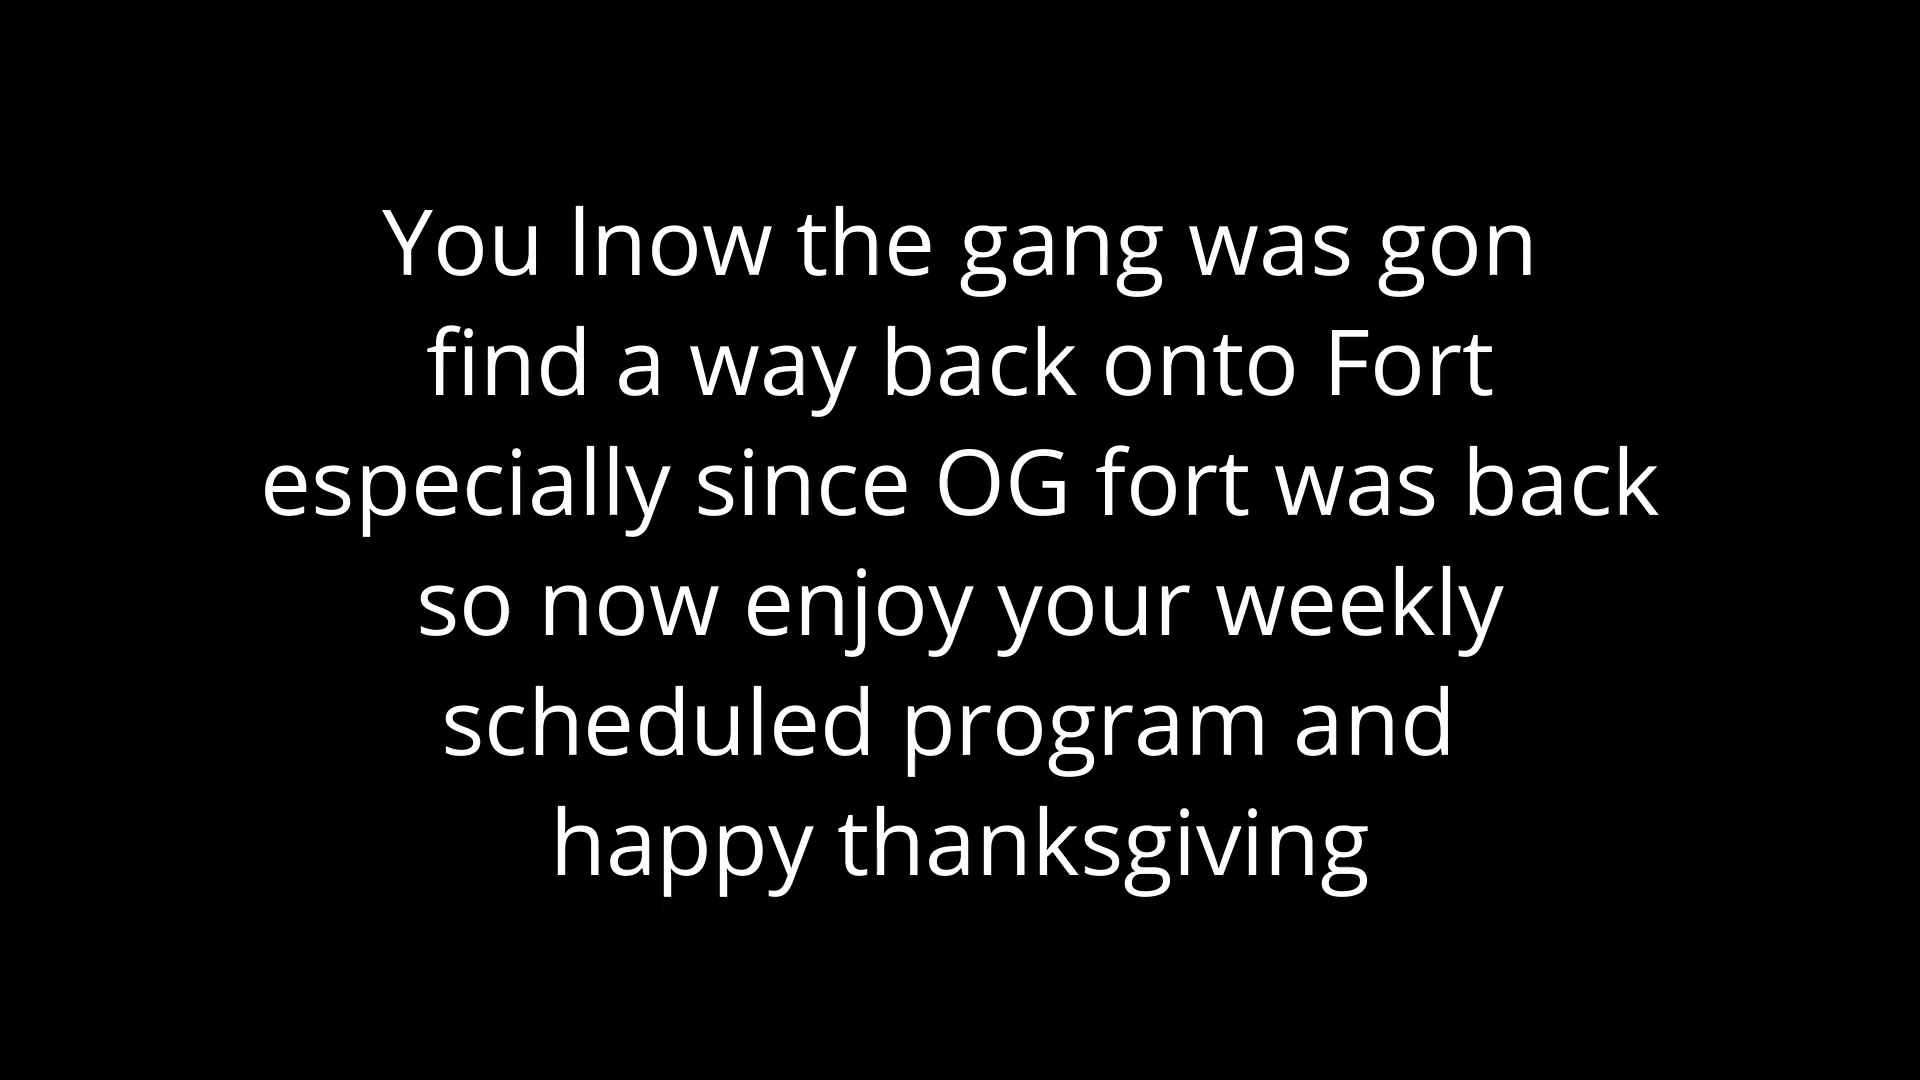 You lnow the gang was gon
find a way back onto Fort
especially since OG fort was back
so now enjoy your weekly
scheduled program and
happy thanksgiving